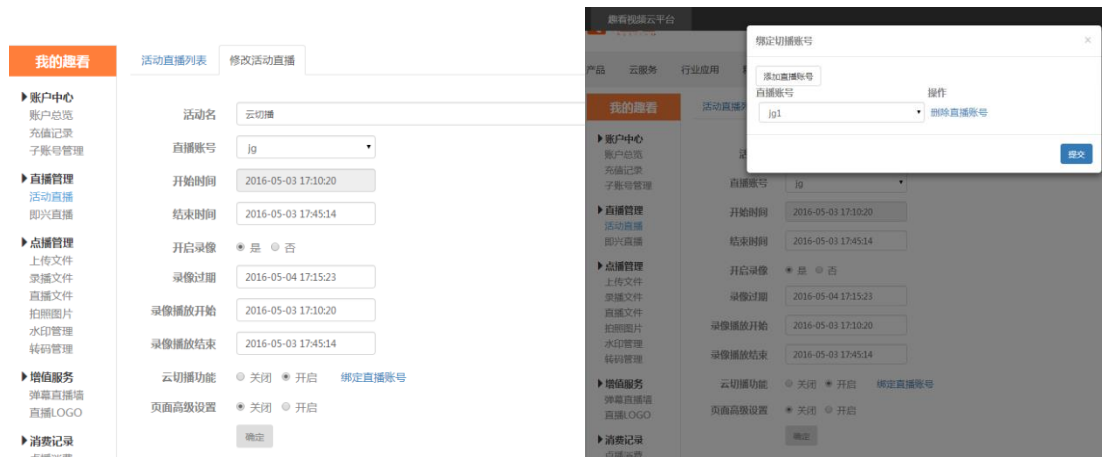 我的趣看
活动直播列表 修改活动直播
账户中心
账户总览
充值记录
子账号管理
直播管理
活动直播
即兴直播
点播管理
上传文件
录播文件
直播文件
拍照图片
水印管理
转码管理
增值服务
弹幕直播墙
直播LOGO
消费记录
活动名 云切播
直播账号 jg
开始时间 2016-05-03 17:10:20
结束时间 2016-05-03 17:45:14
开启录像 是 否
录像过期 2016-05-04 17:15:23
录像播放开始 2016-05-03 17:10:20
录像播放结束 2016-05-03 17:45:14
云切播功能 关闭 开启 绑定直播账号
页面高级设置 关闭 开启
确定
趣看视频云平台
产品 云服务 行业应用
绑定切播账号 ×
添加直播账号
直播账号 操作
jg1 删除直播账号
提交
我的趣看
活动直播
账户中心
账户总览
充值记录
子账号管理
直播管理
活动直播
即兴直播
点播管理
上传文件
录播文件
直播文件
拍照图片
水印管理
转码管理
增值服务
弹幕直播墙
直播LOGO
消费记录
直播账号 jg
开始时间 2016-05-03 17:10:20
结束时间 2016-05-03 17:45:14
开启录像 是 否
录像过期 2016-05-04 17:15:23
录像播放开始 2016-05-03 17:10:20
录像播放结束 2016-05-03 17:45:14
云切播功能 关闭 开启 绑定直播账号
页面高级设置 关闭 开启
确定